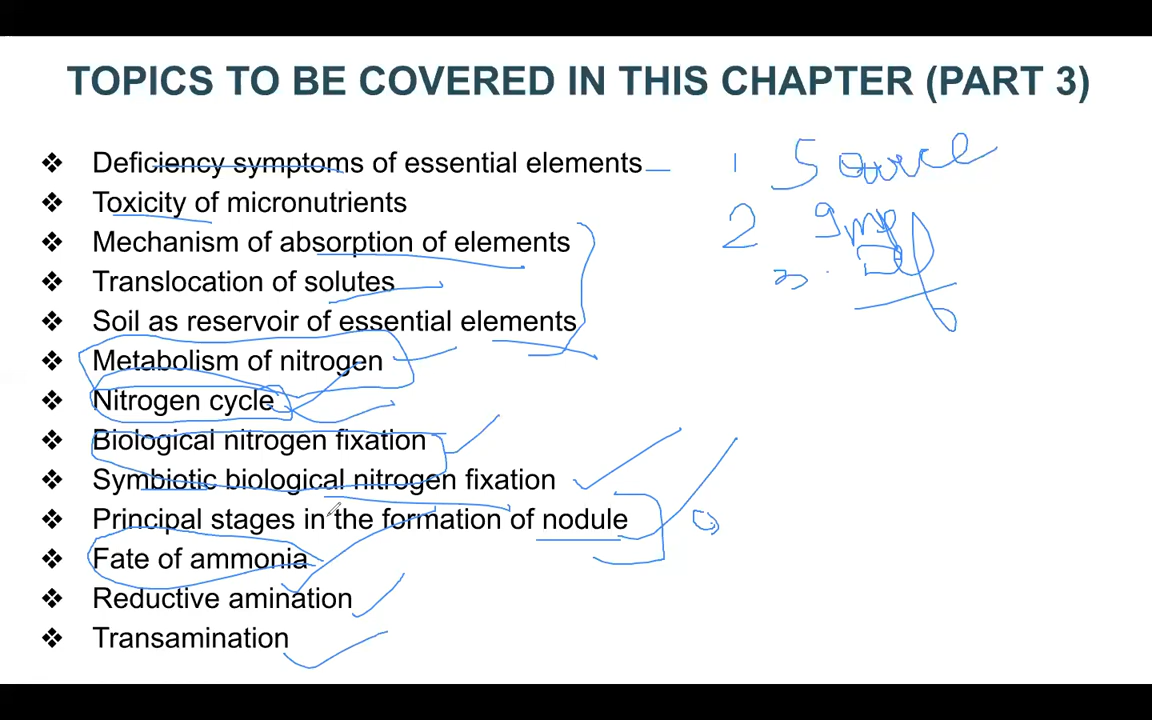 TOPICS TO BE COVERED IN THIS CHAPTER (PART 3)
❖ Deficiency symptoms of essential elements
1 Source
❖ Toxicity of micronutrients
2 Imp
❖ Mechanism of absorption of elements
3. Def
❖ Translocation of solutes
❖ Soil as reservoir of essential elements
❖ Metabolism of nitrogen
❖ Nitrogen cycle
❖ Biological nitrogen fixation
❖ Symbiotic biological nitrogen fixation
❖ Principal stages in the formation of nodule
❖ Fate of ammonia
❖ Reductive amination
❖ Transamination